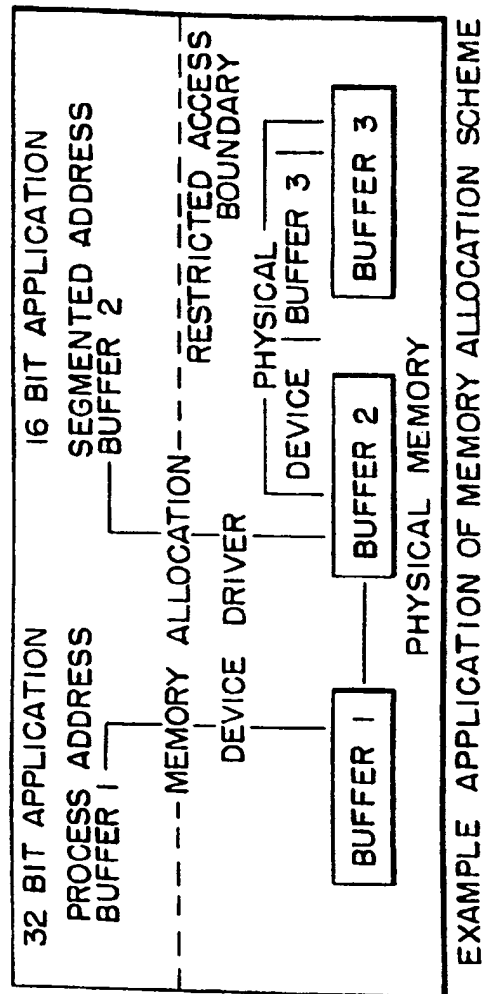 32 BIT APPLICATION
16 BIT APPLICATION
PROCESS ADDRESS
BUFFER 1
SEGMENTED ADDRESS
BUFFER 2
MEMORY ALLOCATION
RESTRICTED ACCESS
BOUNDARY
DEVICE DRIVER
PHYSICAL
DEVICE BUFFER 3
BUFFER 1
BUFFER 2
BUFFER 3
PHYSICAL MEMORY
EXAMPLE APPLICATION OF MEMORY ALLOCATION SCHEME